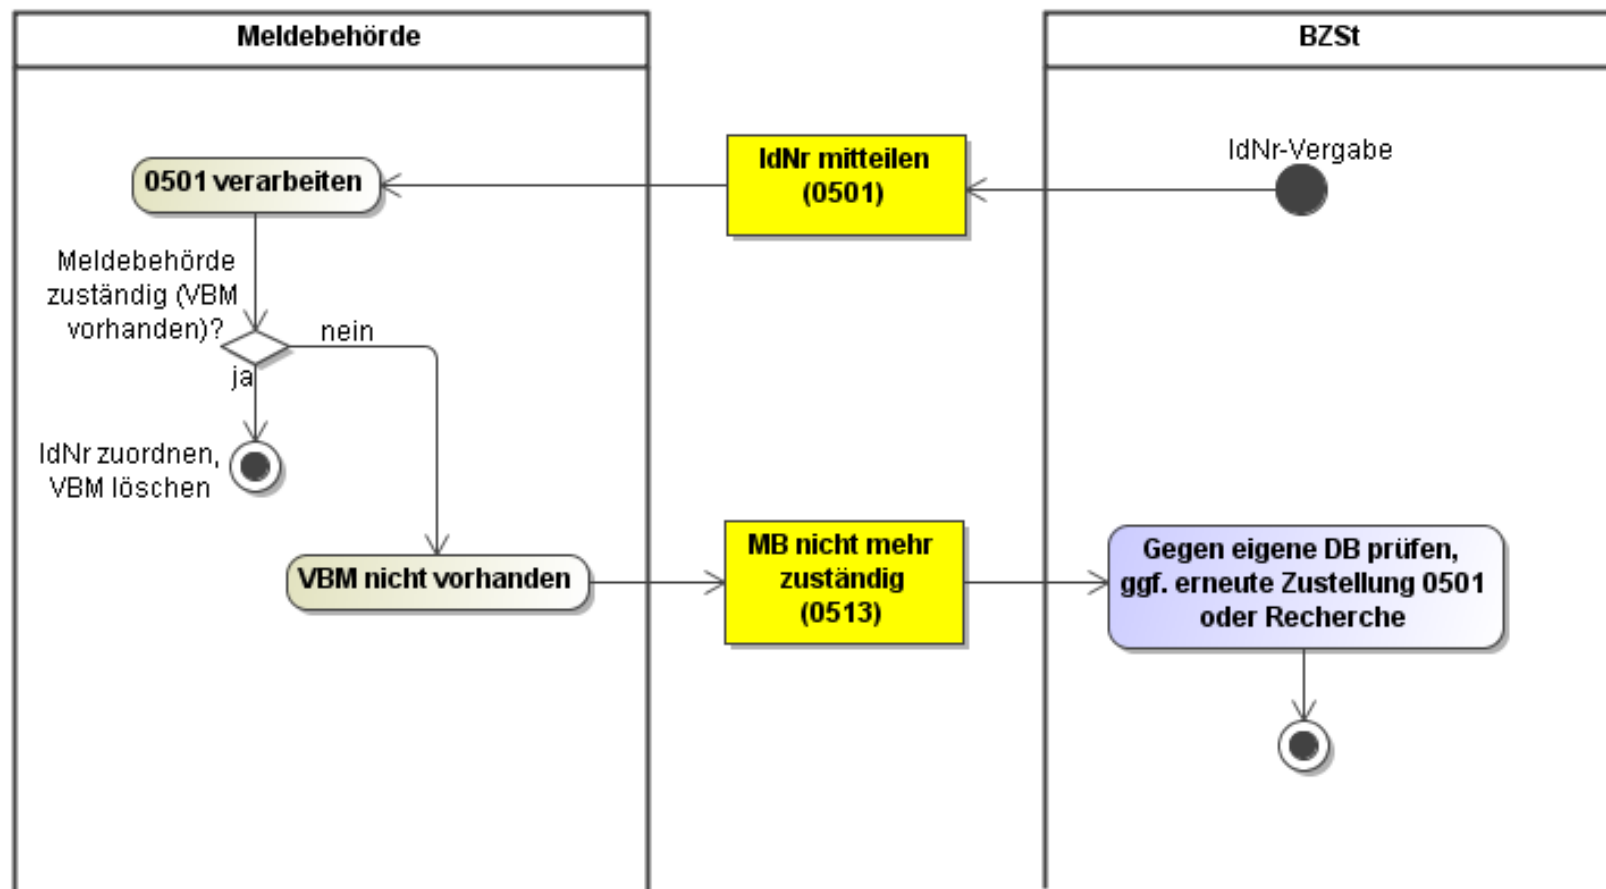 Meldebehörde
BZSt
IdNr-Vergabe
IdNr mitteilen
(0501)
0501 verarbeiten
Meldebehörde
zuständig (VBM
vorhanden)?
nein
ja
IdNr zuordnen,
VBM löschen
VBM nicht vorhanden
MB nicht mehr
zuständig
(0513)
Gegen eigene DB prüfen,
ggf. erneute Zustellung 0501
oder Recherche